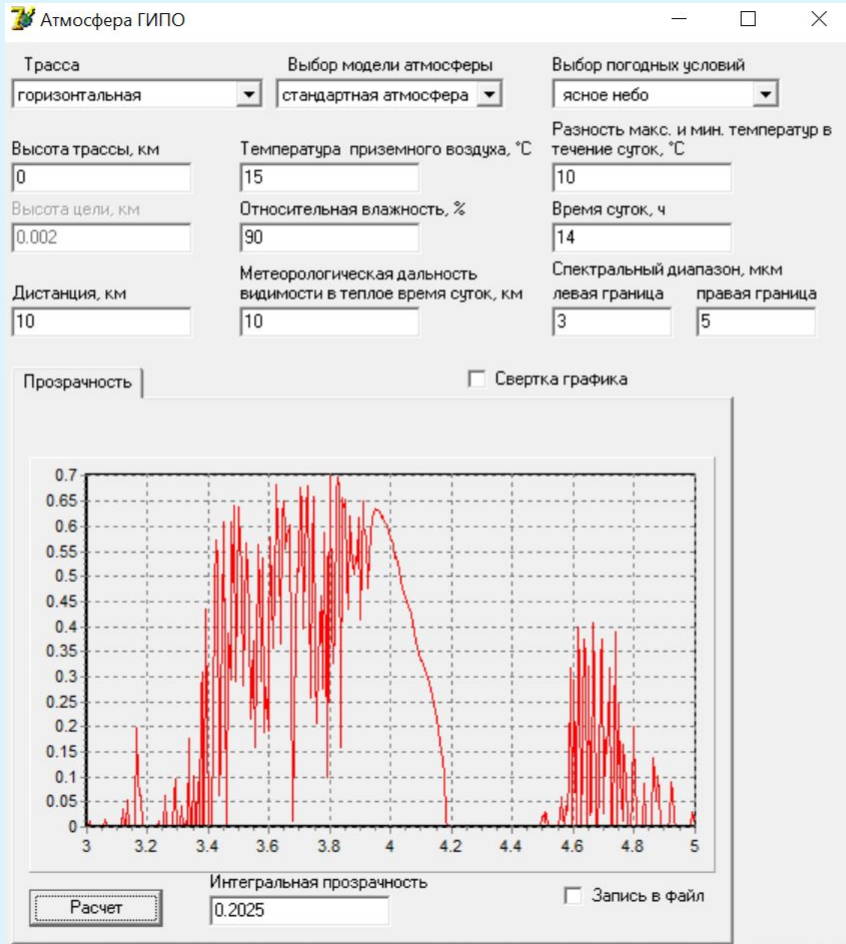 Атмосфера ГИПО
Трасса
Выбор модели атмосферы
Выбор погодных условий
горизонтальная
стандартная атмосфера
ясное небо
Высота трассы, км
Температура приземного воздуха, °С
Разность макс. и мин. температур в
течение суток, °С
0
15
10
Высота цели, км
Относительная влажность, %
Время суток, ч
0.002
90
14
Дистанция, км
Метеорологическая дальность
видимости в теплое время суток, км
Спектральный диапазон, мкм
левая граница
правая граница
10
10
3
5
Прозрачность
Свертка графика
0.7
0.65
0.6
0.55
0.5
0.45
0.4
0.35
0.3
0.25
0.2
0.15
0.1
0.05
0
3 3.2 3.4 3.6 3.8 4 4.2 4.4 4.6 4.8 5
Расчет
Интегральная прозрачность
0.2025
Запись в файл